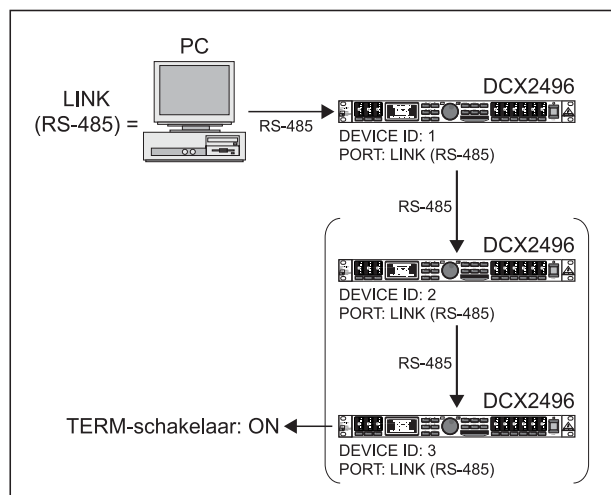 PC
LINK
(RS-485) =
RS-485
DCX2496
DEVICE ID: 1
PORT: LINK (RS-485)
RS-485
DCX2496
DEVICE ID: 2
PORT: LINK (RS-485)
RS-485
DCX2496
TERM-schakelaar: ON
DEVICE ID: 3
PORT: LINK (RS-485)